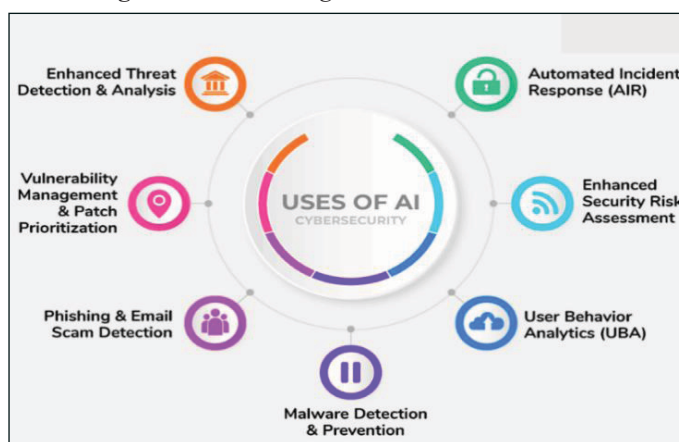 Enhanced Threat
Detection & Analysis
Automated Incident
Response (AIR)
Vulnerability
Management
& Patch
Prioritization
USES OF AI
CYBERSECURITY
Enhanced
Security Risk
Assessment
Phishing & Email
Scam Detection
User Behavior
Analytics (UBA)
Malware Detection
& Prevention